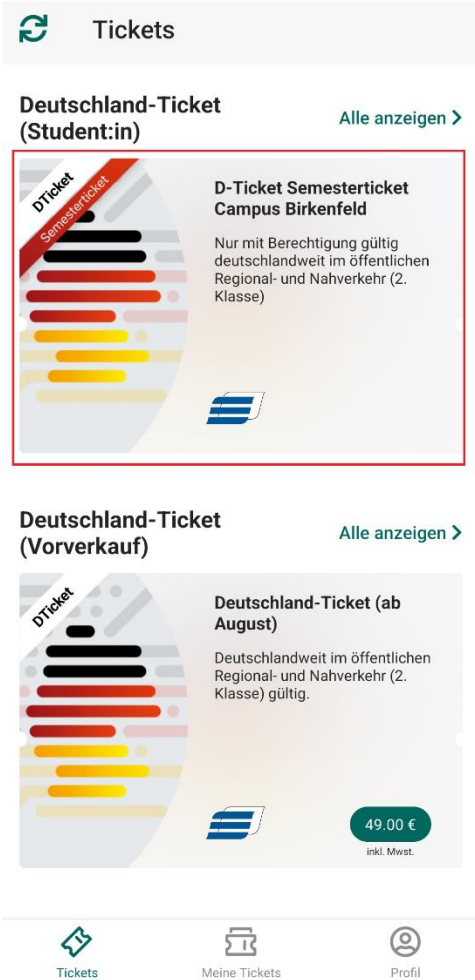 Tickets
Deutschland-Ticket
(Student:in)
Alle anzeigen
DTicket
Semesterticket
D-Ticket Semesterticket
Campus Birkenfeld
Nur mit Berechtigung gültig
deutschlandweit im öffentlichen
Regional- und Nahverkehr (2.
Klasse)
Deutschland-Ticket
(Vorverkauf)
Alle anzeigen
DTicket
Deutschland-Ticket (ab
August)
Deutschlandweit im öffentlichen
Regional- und Nahverkehr (2.
Klasse) gültig.
49.00 €
inkl. Mwst.
Tickets
Meine Tickets
Profil